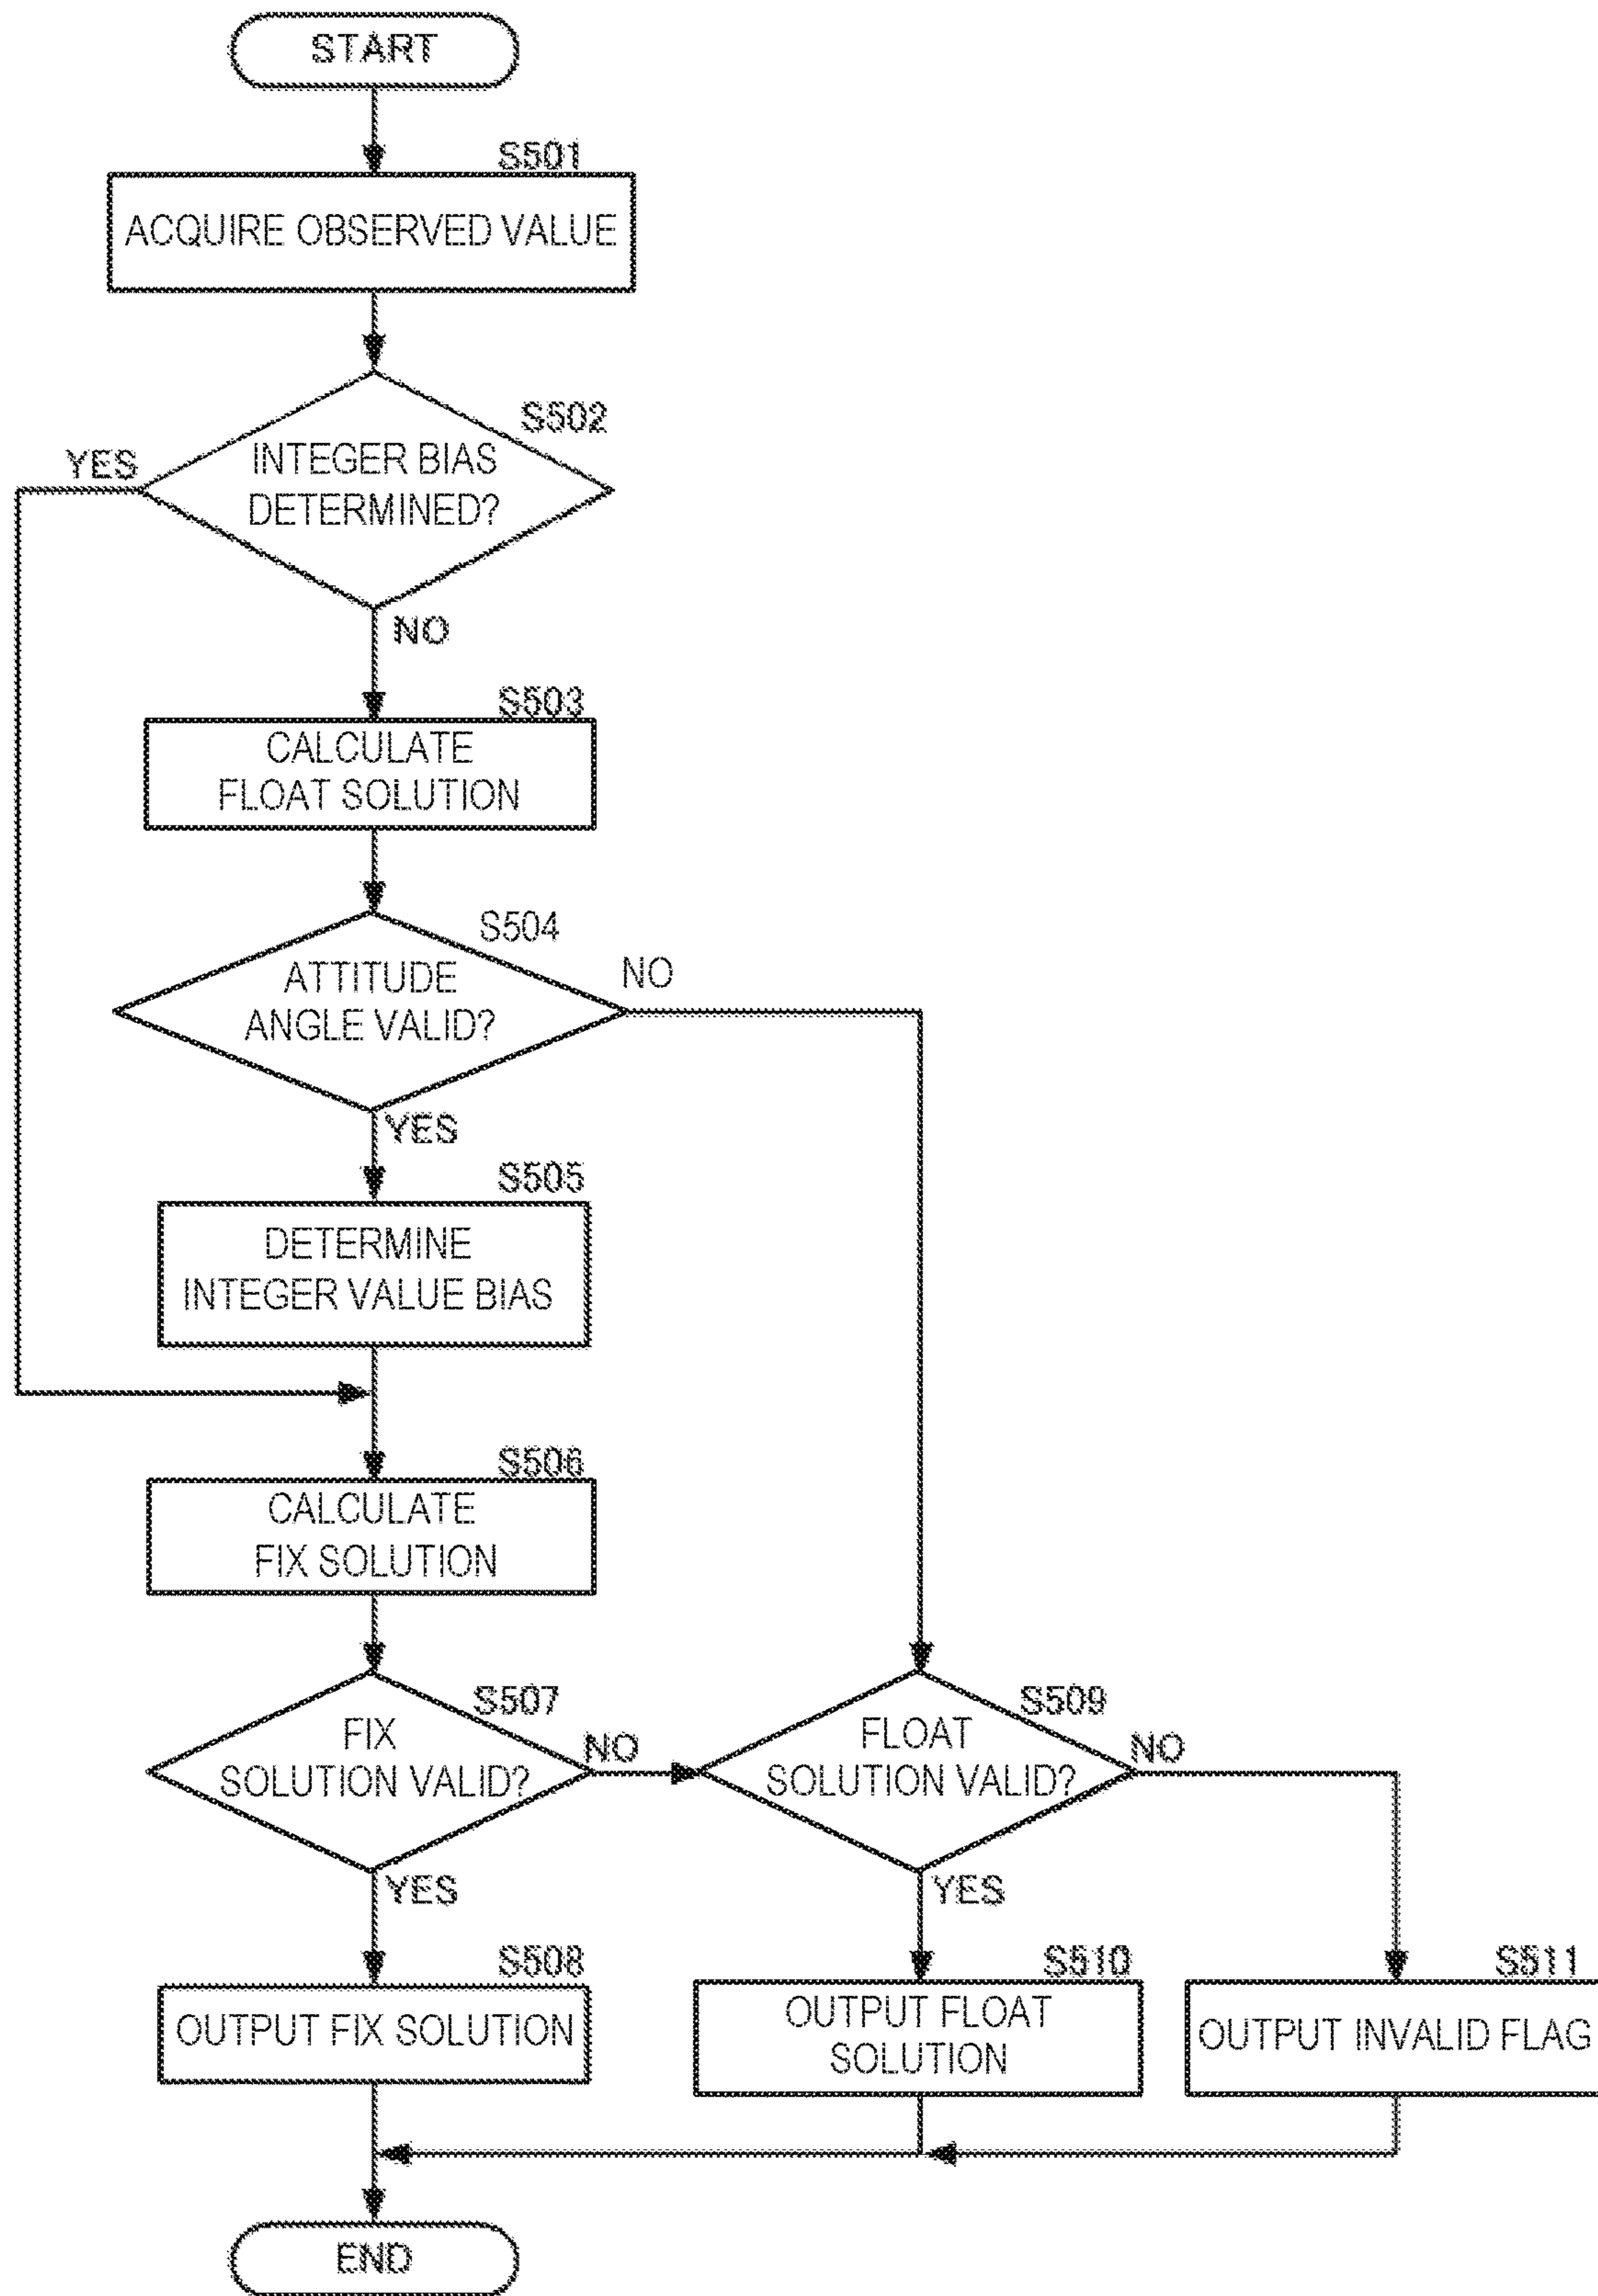 START
S501
ACQUIRE OBSERVED VALUE
S502
YES
INTEGER BIAS
DETERMINED?
NO
S503
CALCULATE
FLOAT SOLUTION
S504
NO
ATTITUDE
ANGLE VALID?
YES
S505
DETERMINE
INTEGER VALUE BIAS
S506
CALCULATE
FIX SOLUTION
S507
FIX
SOLUTION VALID?
NO
YES
S509
FLOAT
SOLUTION VALID?
NO
YES
S508
OUTPUT FIX SOLUTION
S510
OUTPUT FLOAT
SOLUTION
S511
OUTPUT INVALID FLAG
END